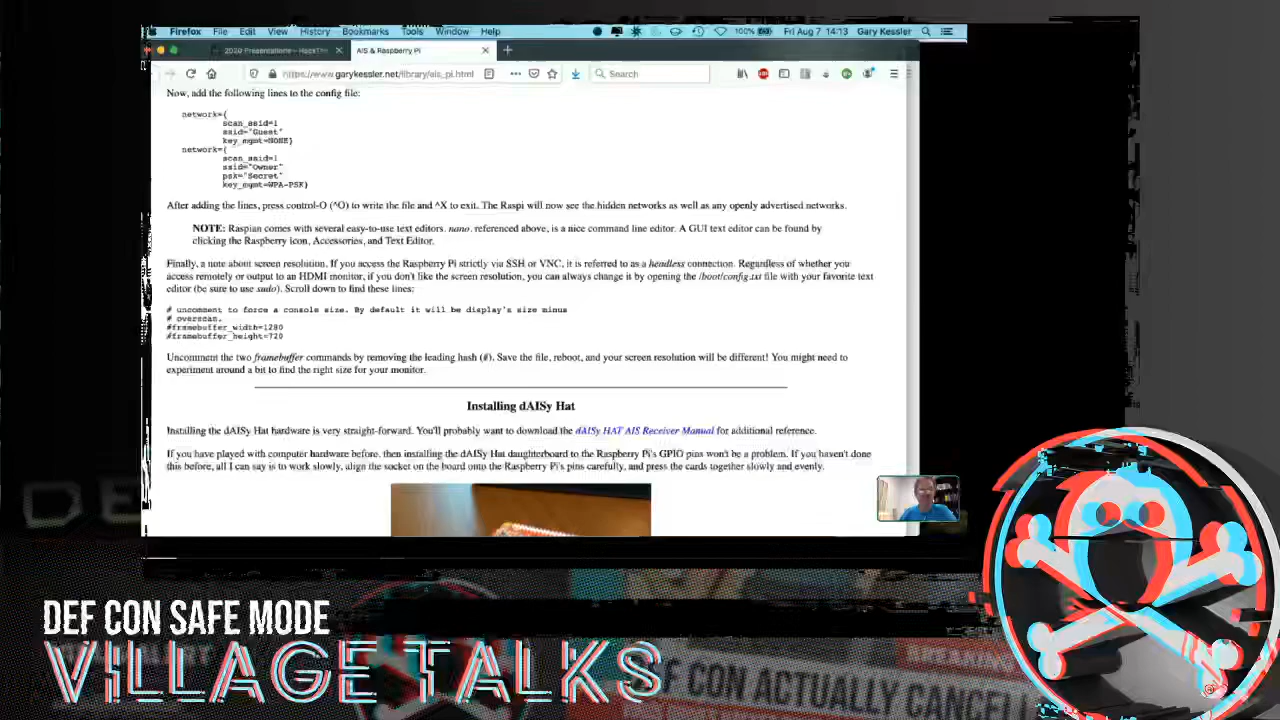 Firefox File Edit View History Bookmarks Tools Window Help 100% Fri Aug 7 14:13 Gary Kessler
2020 Presentations – HackThe AIS & Raspberry Pi
https://www.garykessler.net/library/ais_pi.html Search
Now, add the following lines to the config file:
network={
scan_ssid=1
ssid="Guest"
key_mgmt=NONE}
network={
scan_ssid=1
ssid="Owner"
psk="Secret"
key_mgmt=WPA-PSK}
After adding the lines, press control-O (^O) to write the file and ^X to exit. The Raspi will now see the hidden networks as well as any openly advertised networks.
NOTE: Raspian comes with several easy-to-use text editors. nano, referenced above, is a nice command line editor. A GUI text editor can be found by
clicking the Raspberry icon, Accessories, and Text Editor.
Finally, a note about screen resolution. If you access the Raspberry Pi strictly via SSH or VNC, it is referred to as a headless connection. Regardless of whether you
access remotely or output to an HDMI monitor, if you don't like the screen resolution, you can always change it by opening the /boot/config.txt file with your favorite text
editor (be sure to use sudo). Scroll down to find these lines:
# uncomment to force a console size. By default it will be display's size minus
# overscan.
#framebuffer_width=1280
#framebuffer_height=720
Uncomment the two framebuffer commands by removing the leading hash (#). Save the file, reboot, and your screen resolution will be different! You might need to
experiment around a bit to find the right size for your monitor.
Installing dAISy Hat
Installing the dAISy Hat hardware is very straight-forward. You'll probably want to download the dAISy HAT AIS Receiver Manual for additional reference.
If you have played with computer hardware before, then installing the dAISy Hat daughterboard to the Raspberry Pi's GPIO pins won't be a problem. If you haven't done
this before, all I can say is to work slowly, align the socket on the board onto the Raspberry Pi's pins carefully, and press the cards together slowly and evenly.
DEF CON SAFE MODE
VILLAGE TALKS
DEF CON ACTUALLY